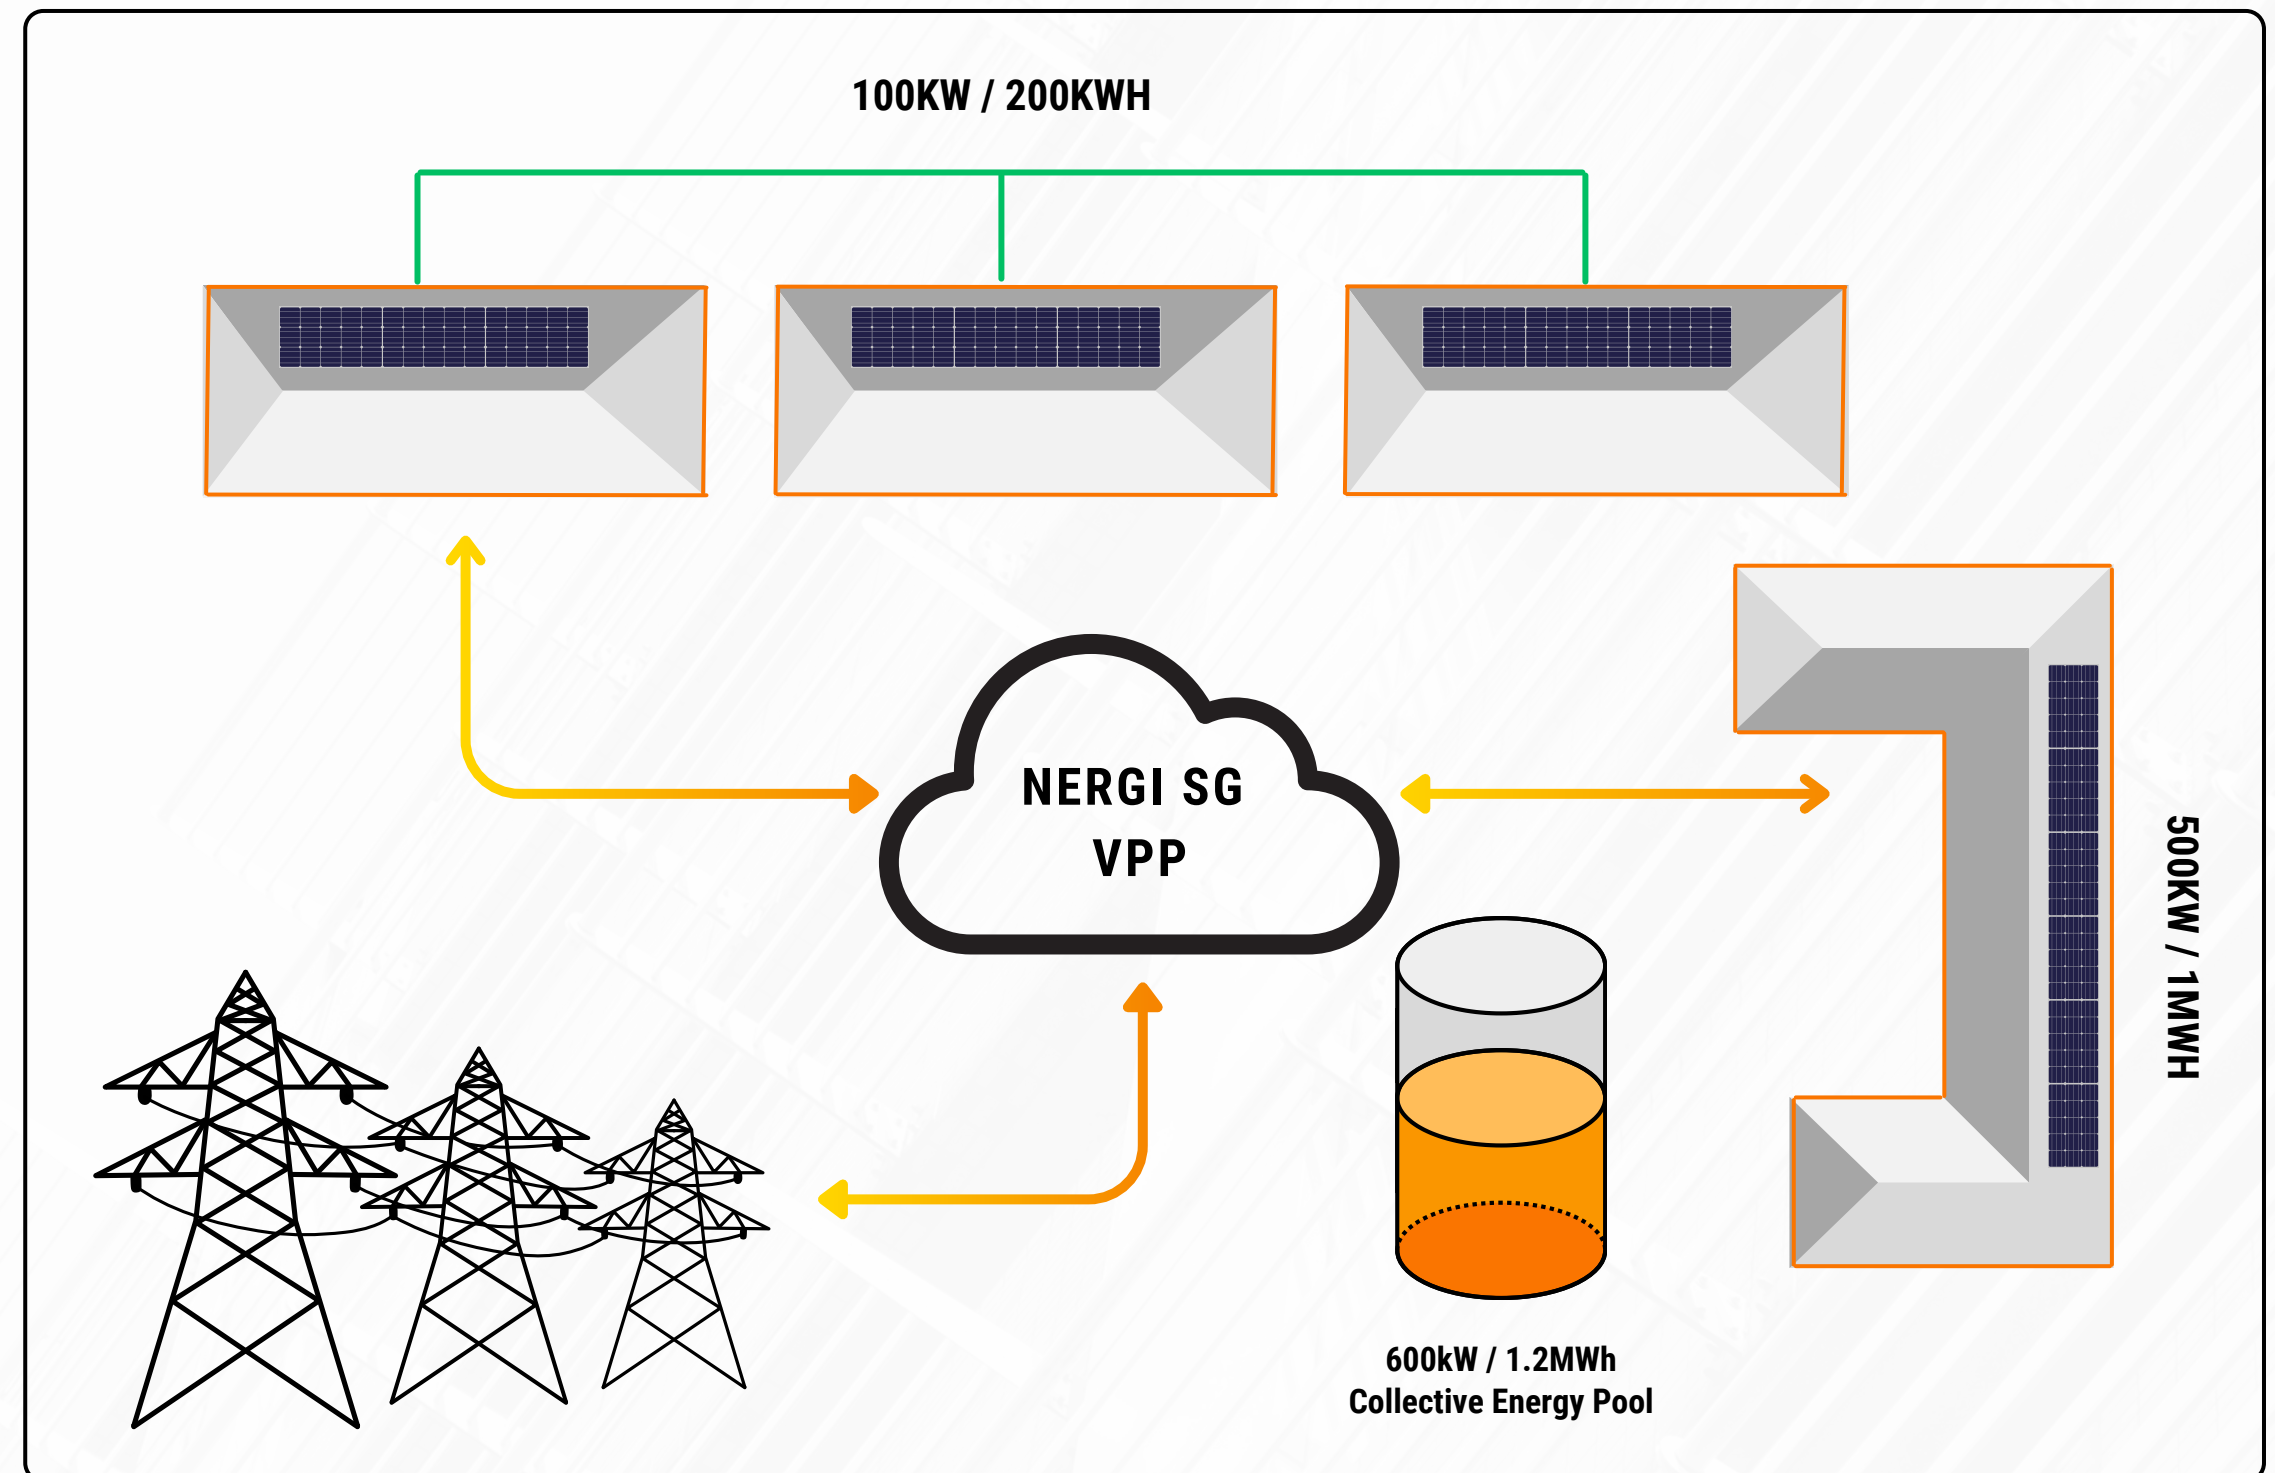 100KW / 200KWH
NERGI SG
VPP
500KW / 1MWH
600kW / 1.2MWh
Collective Energy Pool